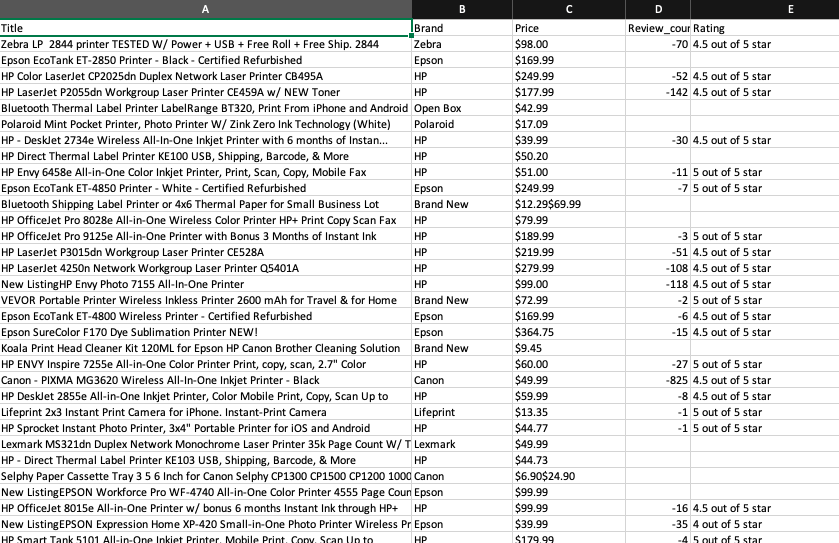 A B C D E
Title Brand Price Review_cour Rating
Zebra LP 2844 printer TESTED W/ Power + USB + Free Roll + Free Ship. 2844 Zebra $98.00 -70 4.5 out of 5 star
Epson EcoTank ET-2850 Printer - Black - Certified Refurbished Epson $169.99
HP Color LaserJet CP2025dn Duplex Network Laser Printer CB495A HP $249.99 -52 4.5 out of 5 star
HP LaserJet P2055dn Workgroup Laser Printer CE459A w/ NEW Toner HP $177.99 -142 4.5 out of 5 star
Bluetooth Thermal Label Printer LabelRange BT320, Print From iPhone and Android Open Box $42.99
Polaroid Mint Pocket Printer, Photo Printer W/ Zink Zero Ink Technology (White) Polaroid $17.09
HP - DeskJet 2734e Wireless All-In-One Inkjet Printer with 6 months of Instan... HP $39.99 -30 4.5 out of 5 star
HP Direct Thermal Label Printer KE100 USB, Shipping, Barcode, & More HP $50.20
HP Envy 6458e All-in-One Color Inkjet Printer, Print, Scan, Copy, Mobile Fax HP $51.00 -11 5 out of 5 star
Epson EcoTank ET-4850 Printer - White - Certified Refurbished Epson $249.99 -7 5 out of 5 star
Bluetooth Shipping Label Printer or 4x6 Thermal Paper for Small Business Lot Brand New $12.29$69.99
HP OfficeJet Pro 8028e All-in-One Wireless Color Printer HP+ Print Copy Scan Fax HP $79.99
HP OfficeJet Pro 9125e All-in-One Printer with Bonus 3 Months of Instant Ink HP $189.99 -3 5 out of 5 star
HP LaserJet P3015dn Workgroup Laser Printer CE528A HP $219.99 -51 4.5 out of 5 star
HP LaserJet 4250n Network Workgroup Laser Printer Q5401A HP $279.99 -108 4.5 out of 5 star
New ListingHP Envy Photo 7155 All-in-One Printer HP $99.00 -118 4.5 out of 5 star
VEVOR Portable Printer Wireless Inkless Printer 2600 mAh for Travel & for Home Brand New $72.99 -2 5 out of 5 star
Epson EcoTank ET-4800 Wireless Printer - Certified Refurbished Epson $169.99 -6 4.5 out of 5 star
Epson SureColor F170 Dye Sublimation Printer NEW! Epson $364.75 -15 4.5 out of 5 star
Koala Print Head Cleaner Kit 120ML for Epson HP Canon Brother Cleaning Solution Brand New $9.45
HP ENVY Inspire 7255e All-in-One Color Printer Print, copy, scan, 2.7" Color HP $60.00 -27 5 out of 5 star
Canon - PIXMA MG3620 Wireless All-In-One Inkjet Printer - Black Canon $49.99 -825 4.5 out of 5 star
HP DeskJet 2855e All-in-One Inkjet Printer, Color Mobile Print, Copy, Scan Up to HP $59.99 -8 4.5 out of 5 star
Lifeprint 2x3 Instant Print Camera for iPhone. Instant-Print Camera Lifeprint $13.35 -1 5 out of 5 star
HP Sprocket Instant Photo Printer, 3x4" Portable Printer for iOS and Android HP $44.77 -1 5 out of 5 star
Lexmark MS321dn Duplex Network Monochrome Laser Printer 35k Page Count W/ T Lexmark $49.99
HP - Direct Thermal Label Printer KE103 USB, Shipping, Barcode, & More HP $44.73
Selphy Paper Cassette Tray 3 5 6 Inch for Canon Selphy CP1300 CP1500 CP1200 1000 Canon $6.90$24.90
New ListingEPSON Workforce Pro WF-4740 All-in-One Color Printer 4555 Page Coun Epson $99.99
HP OfficeJet 8015e All-in-One Printer w/ bonus 6 months Instant Ink through HP+ HP $99.99 -16 4.5 out of 5 star
New ListingEPSON Expression Home XP-420 Small-in-One Photo Printer Wireless Pr Epson $39.99 -35 4 out of 5 star
HP Smart Tank 5101 All-in-One Inkjet Printer, Mobile Print, Copy, Scan Up to HP $179.99 -4 5 out of 5 star